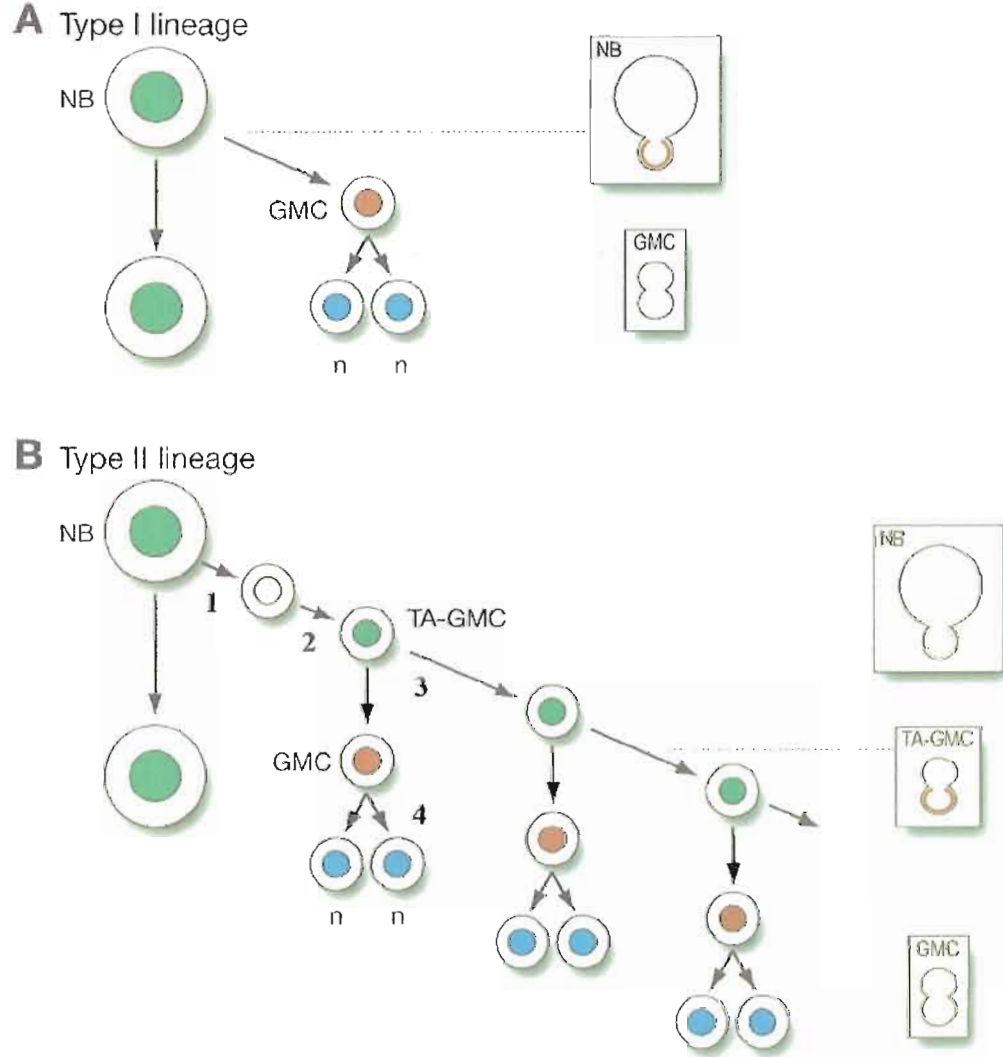 A Type I lineage
NB
NB
GMC
GMC
n n
B Type II lineage
NB
NB
1
TA-GMC
2
3
TA-GMC
GMC
4
n n
GMC